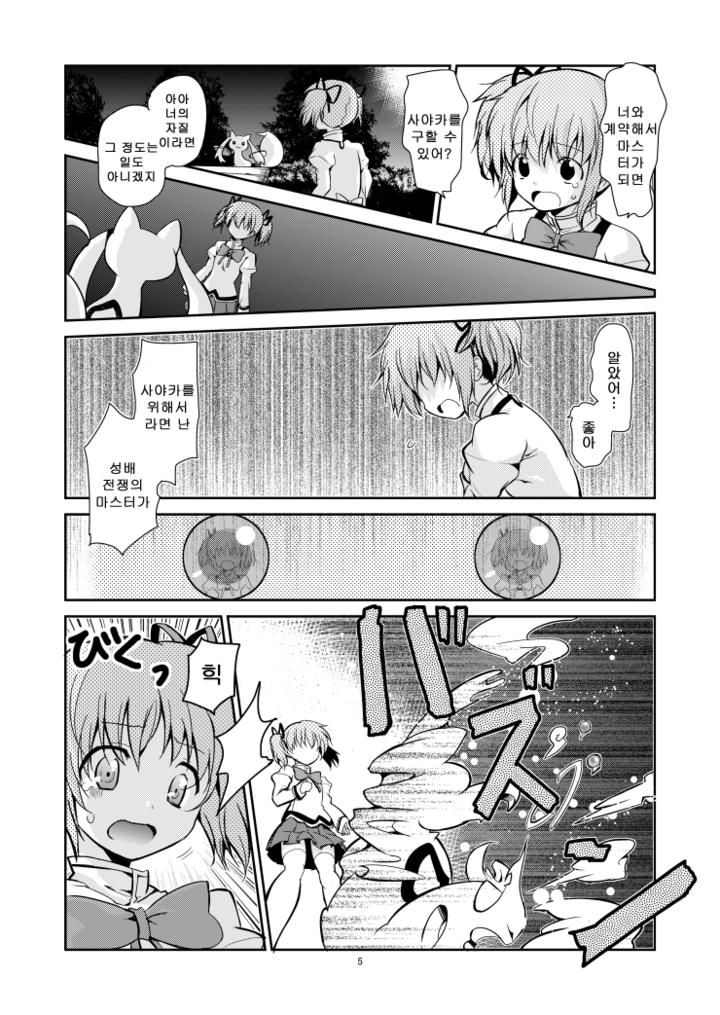 너와
계약해서
마스
터가
되면
사야카를
구할 수
있어?
아아
너의
자질
이라면
그 정도는
일도
아니겠지
알았어…
좋아
사야카를
위해서
라면 난
성배
전쟁의
마스터가
びくっ
힉
バズン
5